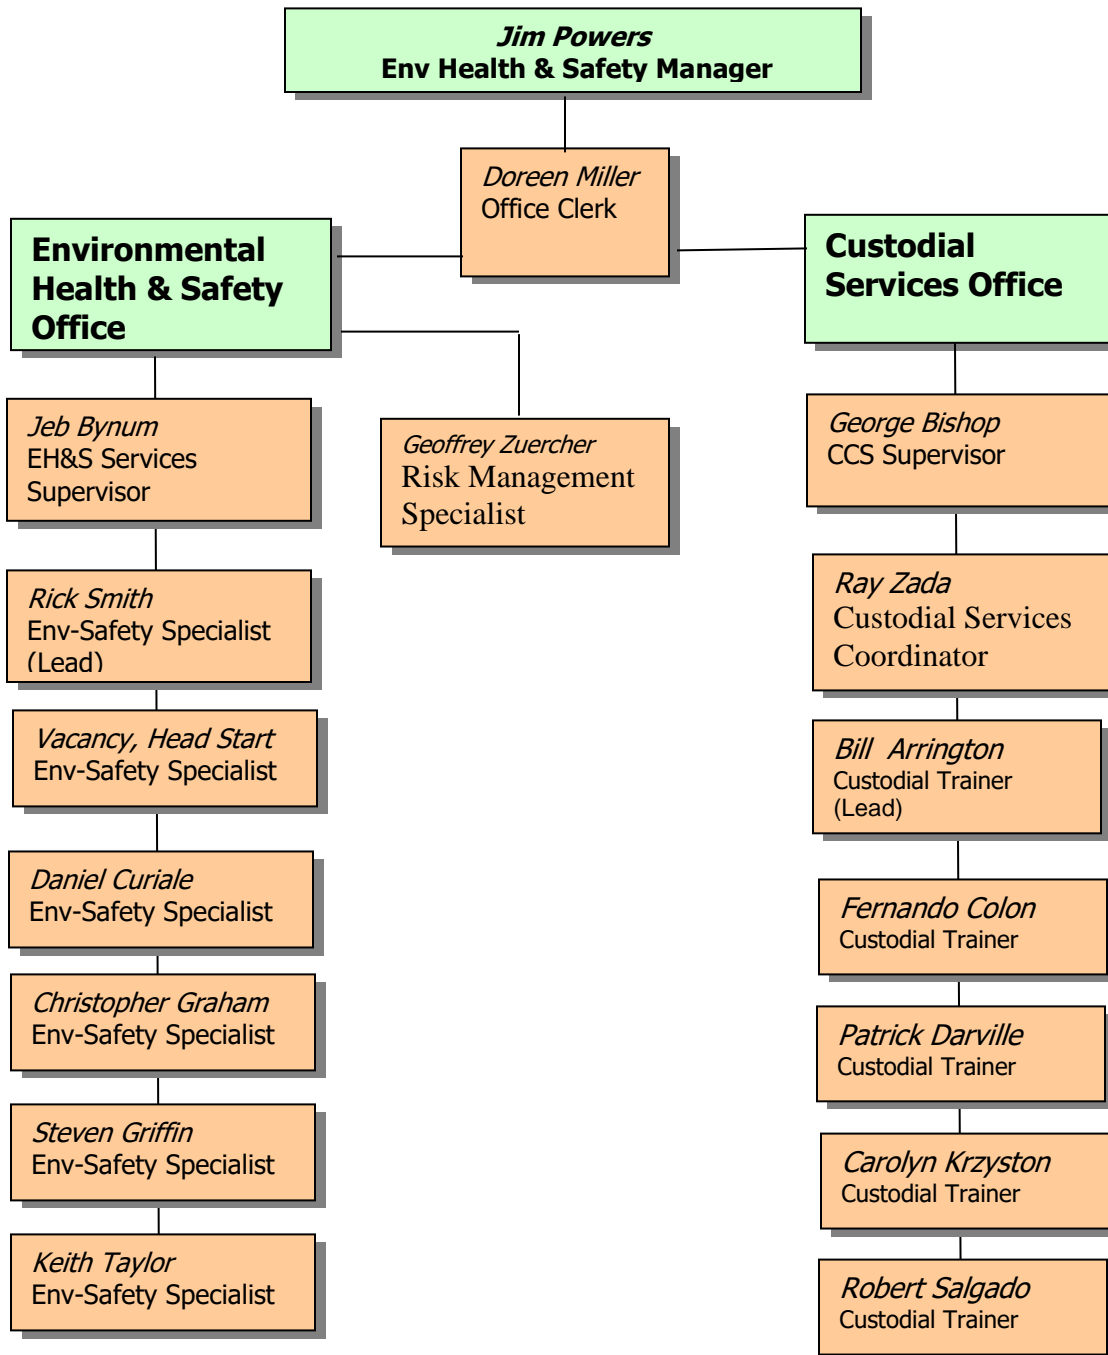 Jim Powers
Env Health & Safety Manager
Doreen Miller
Office Clerk
Environmental
Health & Safety
Office
Custodial
Services Office
Jeb Bynum
EH&S Services
Supervisor
Geoffrey Zuercher
Risk Management
Specialist
George Bishop
CCS Supervisor
Rick Smith
Env-Safety Specialist
(Lead)
Ray Zada
Custodial Services
Coordinator
Vacancy, Head Start
Env-Safety Specialist
Bill Arrington
Custodial Trainer
(Lead)
Daniel Curiale
Env-Safety Specialist
Fernando Colon
Custodial Trainer
Christopher Graham
Env-Safety Specialist
Patrick Darville
Custodial Trainer
Steven Griffin
Env-Safety Specialist
Carolyn Krzyston
Custodial Trainer
Keith Taylor
Env-Safety Specialist
Robert Salgado
Custodial Trainer